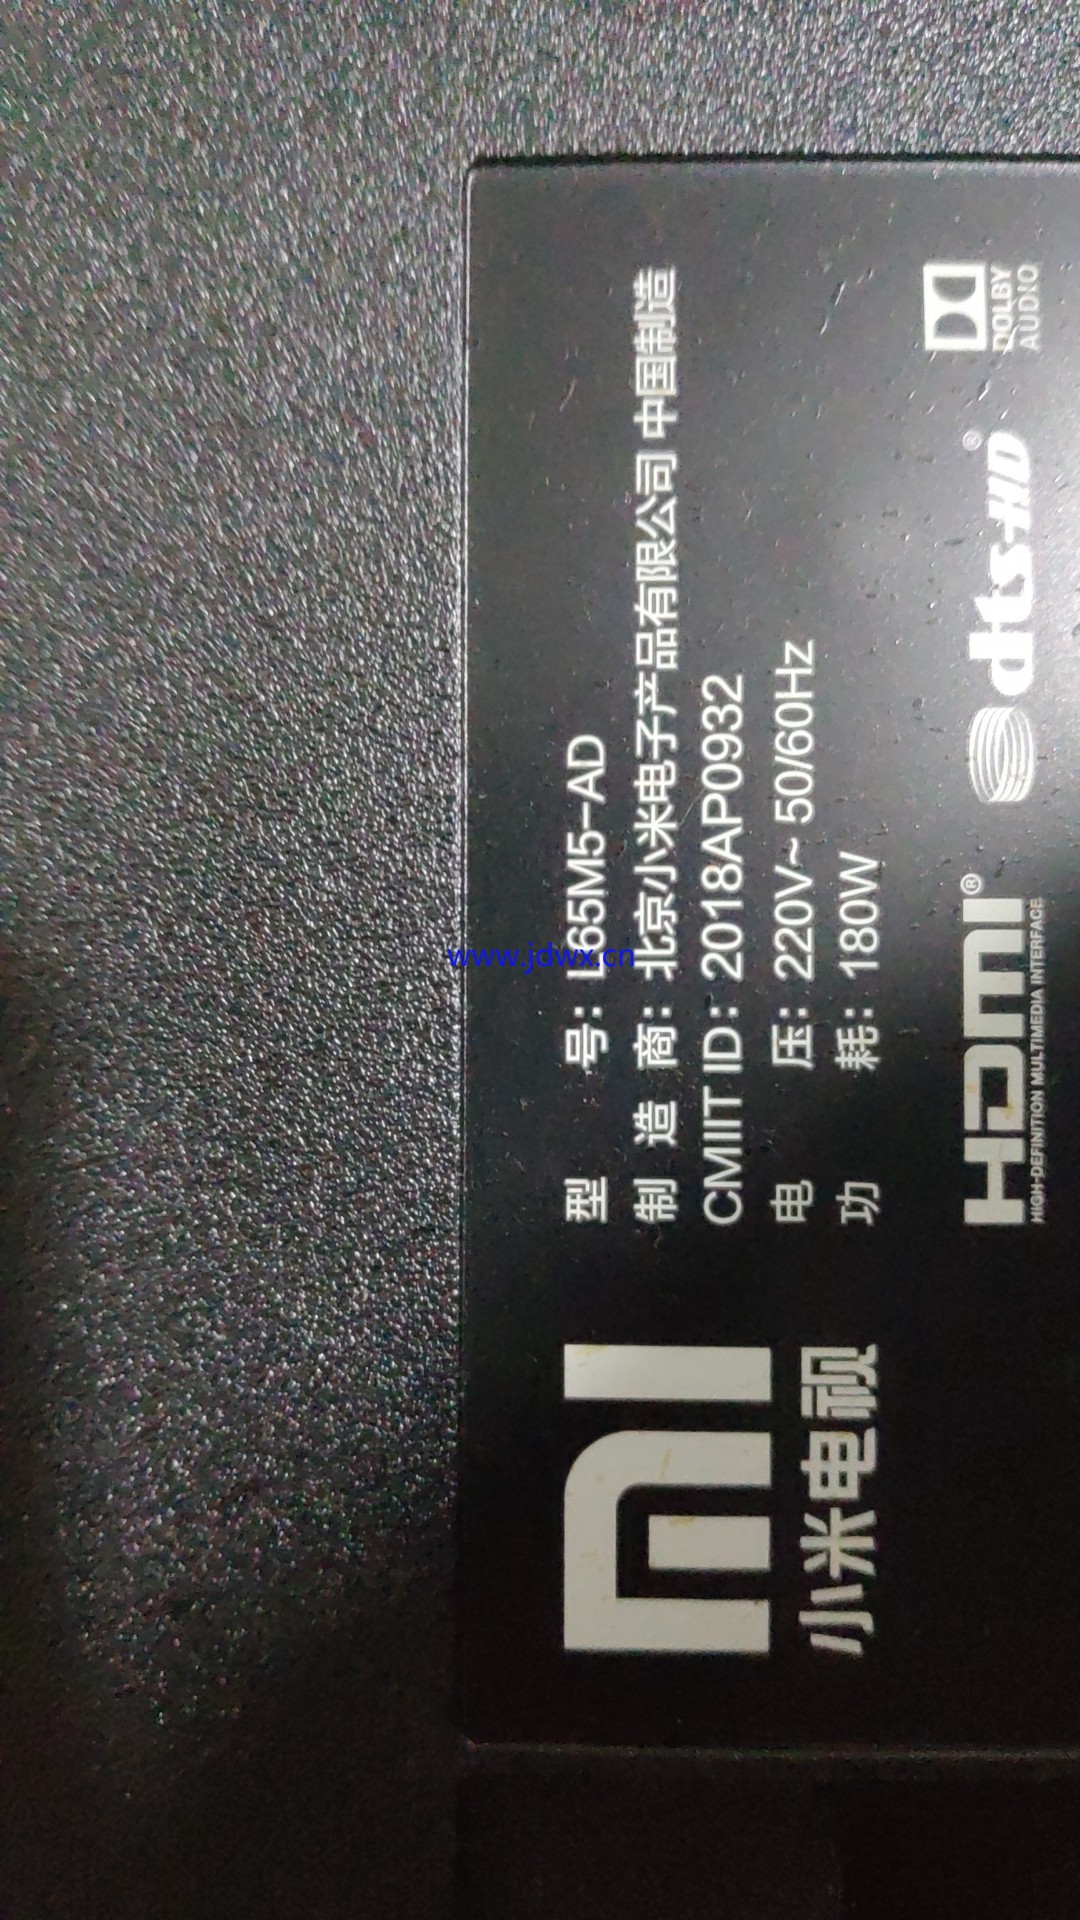 型 号：L65M5-AD
制 造 商：北京小米电子产品有限公司 中国制造
CMIIT ID：2018AP0932
电 压：220V~ 50/60Hz
功 耗：180W
mi
小米电视
HDMI®
HIGH-DEFINITION MULTIMEDIA INTERFACE
dts-HD®
DOLBY
AUDIO
www.jdwx.cn